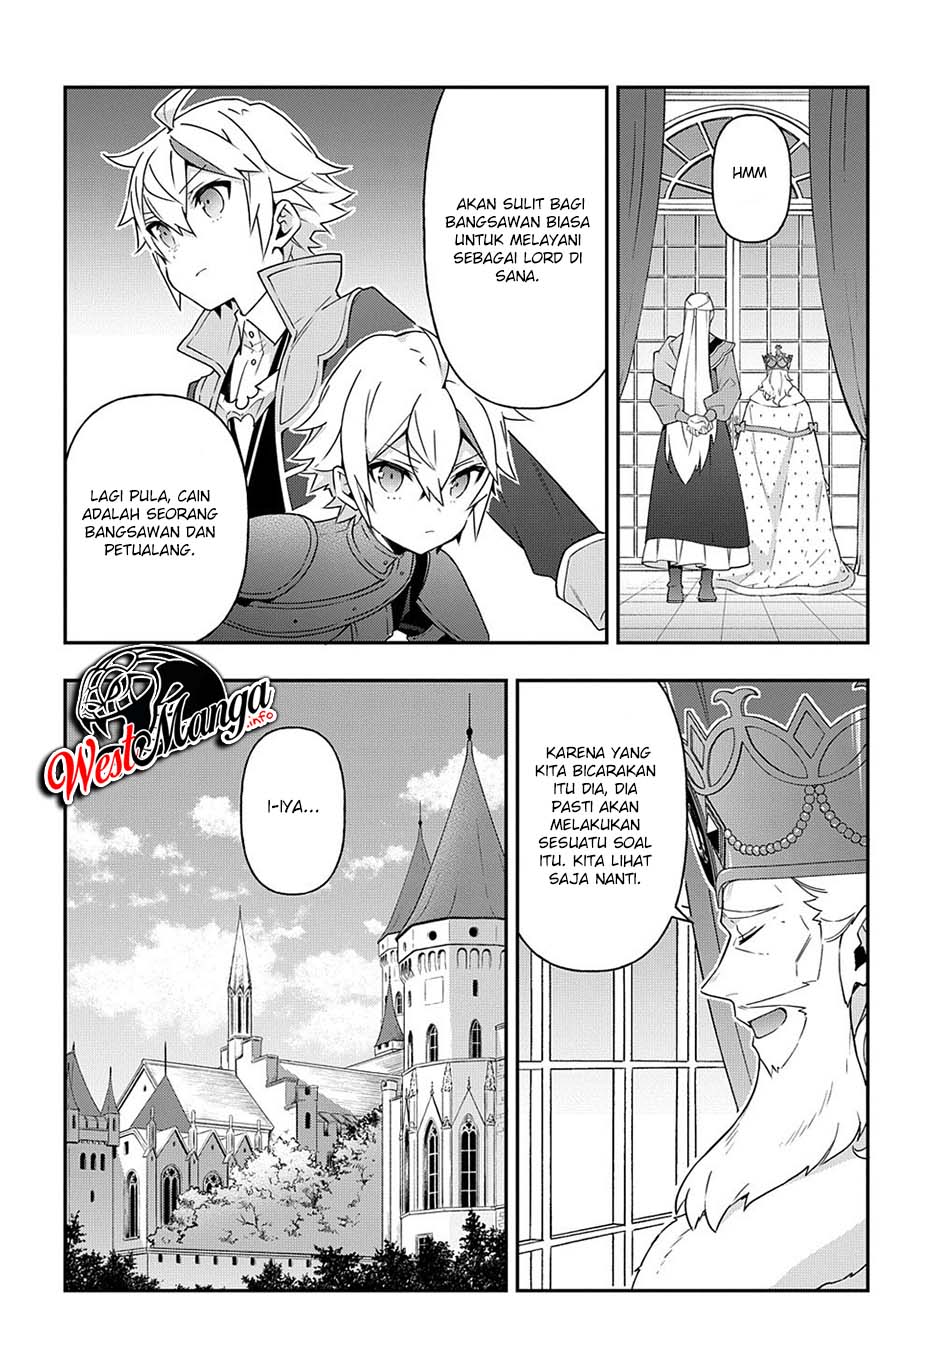 HMM
AKAN SULIT BAGI
BANGSAWAN BIASA
UNTUK MELAYANI
SEBAGAI LORD DI
SANA.
LAGI PULA, CAIN
ADALAH SEORANG
BANGSAWAN DAN
PETUALANG.
KARENA YANG
KITA BICARAKAN
ITU DIA, DIA
PASTI AKAN
MELAKUKAN
SESUATU SOAL
ITU. KITA LIHAT
SAJA NANTI.
I-IYA...
WestManga
.info